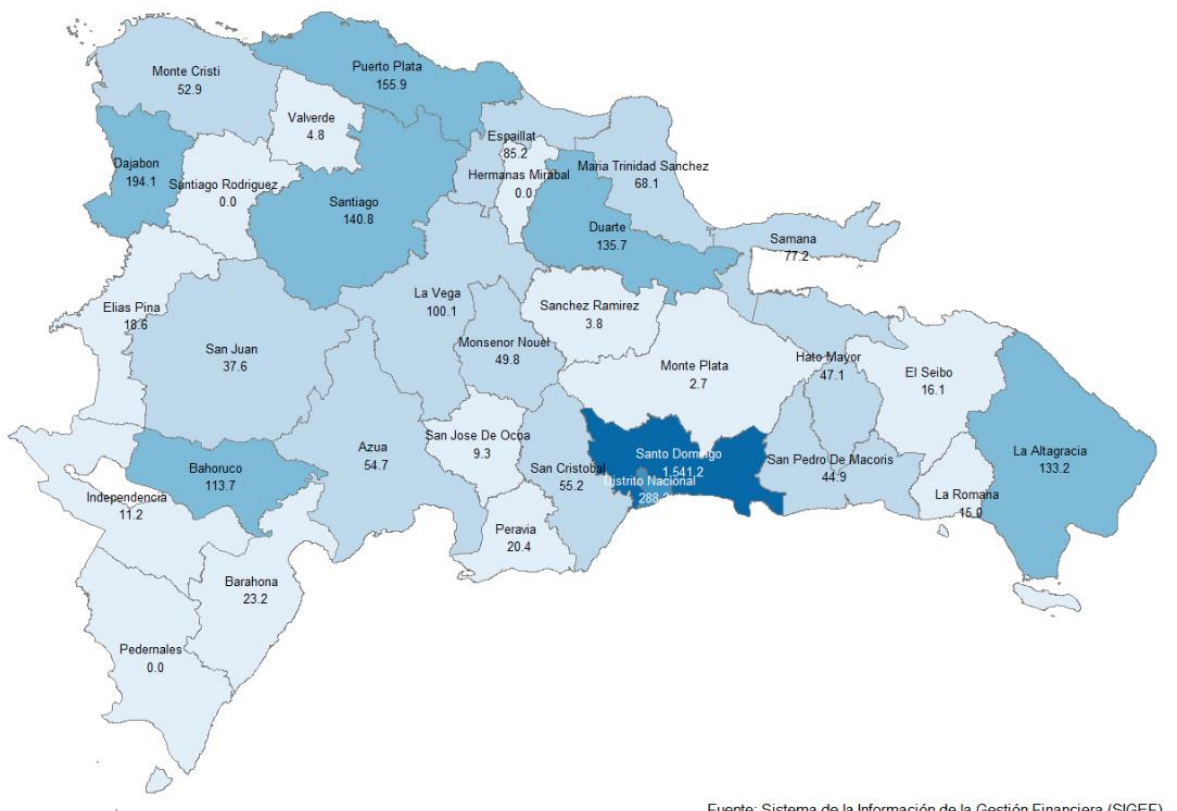 Monte Cristi
52.9
Puerto Plata
155.9
Valverde
4.8
Espaillat
85.2
Dajabon
194.1
Santiago Rodriguez
0.0
Hermanas Mirabal
0.0
Maria Trinidad Sanchez
68.1
Santiago
140.8
Duarte
135.7
Samana
77.2
Elias Pina
18.6
La Vega
100.1
Sanchez Ramirez
3.8
San Juan
37.6
Monsenor Nouel
49.8
Monte Plata
2.7
Hato Mayor
47.1
El Seibo
16.1
Azua
54.7
San Jose De Ocoa
9.3
Santo Domingo
1,541.2
La Altagracia
133.2
Bahoruco
113.7
San Cristobal
55.2
Distrito Nacional
San Pedro De Macoris
44.9
Independencia
11.2
La Romana
15.0
Peravia
20.4
Barahona
23.2
Pedernales
0.0
Fuente: Sistema de la Información de la Gestión Financiera (SIGEF)